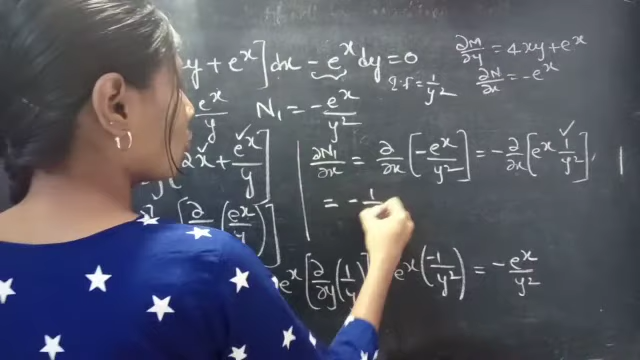 y + e^x] dx - e^x dy = 0
∂M/∂y = 4xy + e^x
∂N/∂x = -e^x
1/y²
e^x/y N₁ = -e^x/y²
2x + e^x/y]
∂N₁/∂x = ∂/∂x [-e^x/y²] = -∂/∂x [e^x 1/y²]
[∂/ (e^x/y)]
= - 1
e^x [∂/∂y (1/y)] e^x (-1/y²) = -e^x/y²